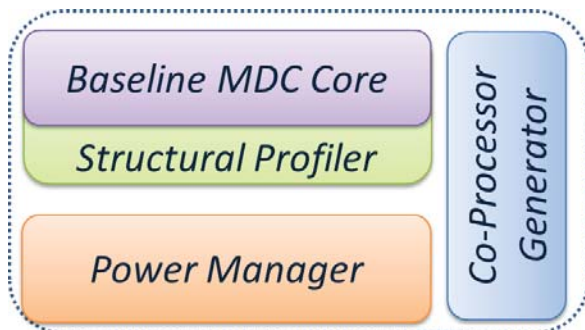 Baseline MDC Core
Structural Profiler
Power Manager
Co-Processor
Generator